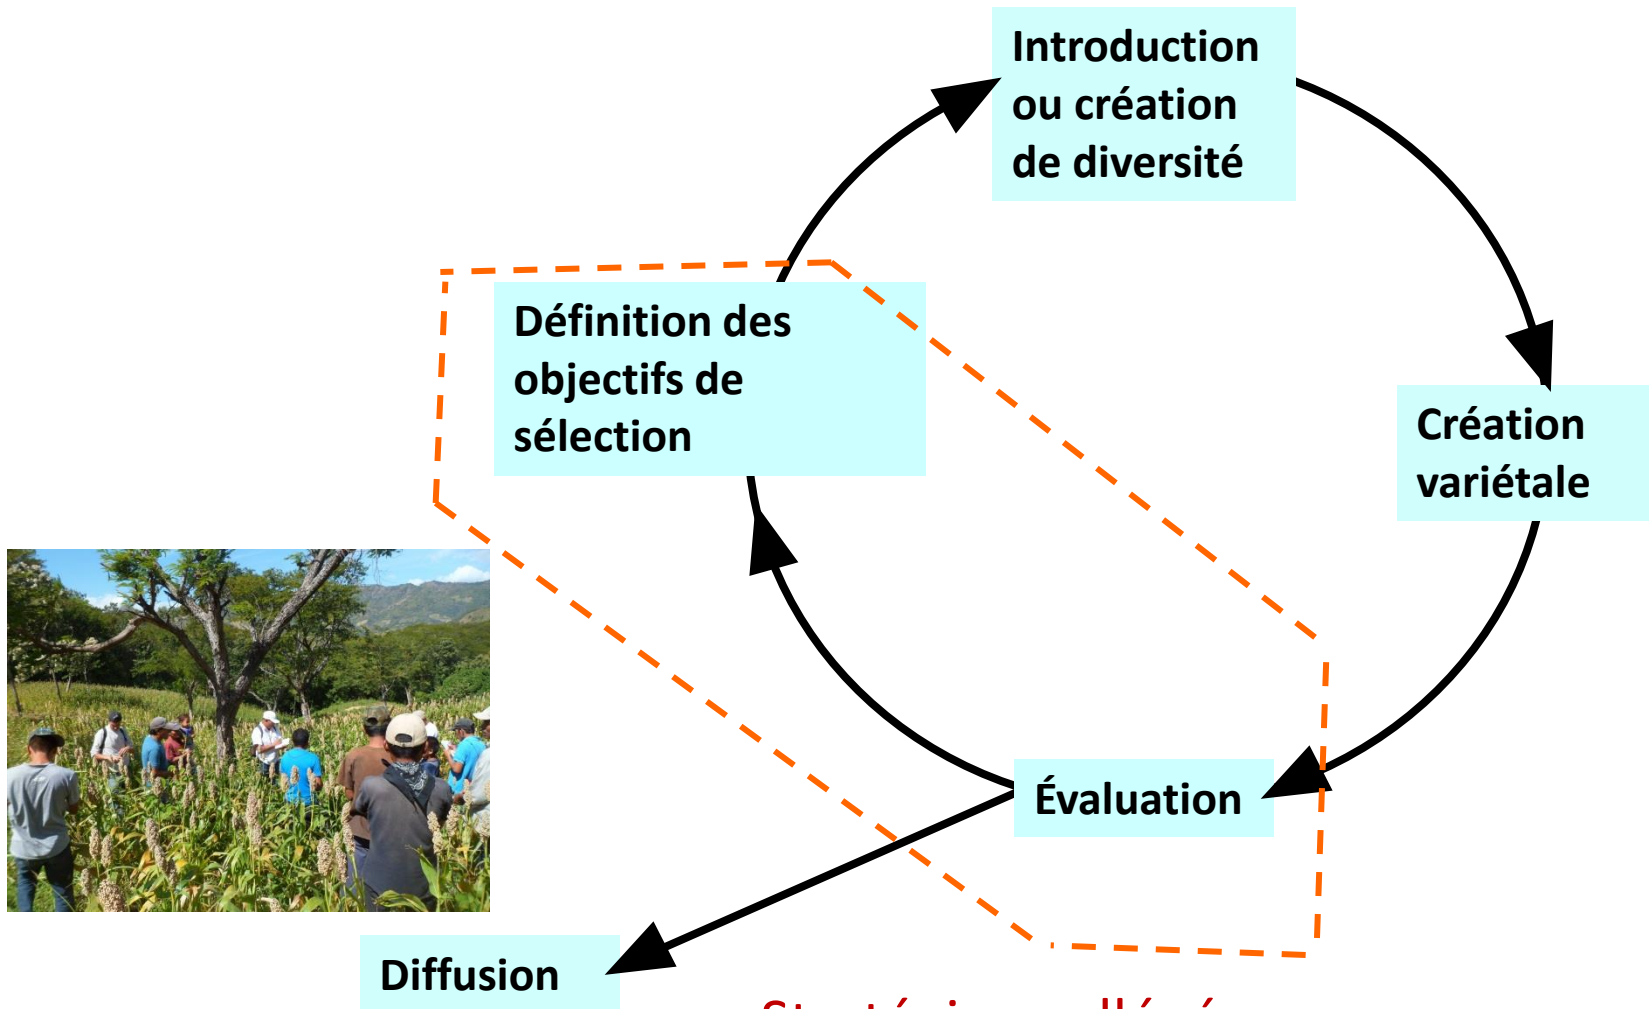 Introduction
ou création
de diversité
Définition des
objectifs de
sélection
Création
variétale
Évaluation
Diffusion